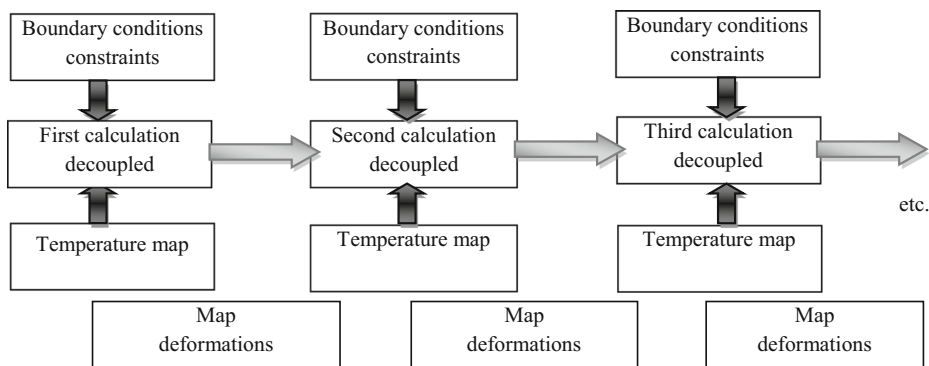 Boundary conditions
constraints
Boundary conditions
constraints
Boundary conditions
constraints
First calculation
decoupled
Second calculation
decoupled
Third calculation
decoupled
etc.
Temperature map
Temperature map
Temperature map
Map
deformations
Map
deformations
Map
deformations